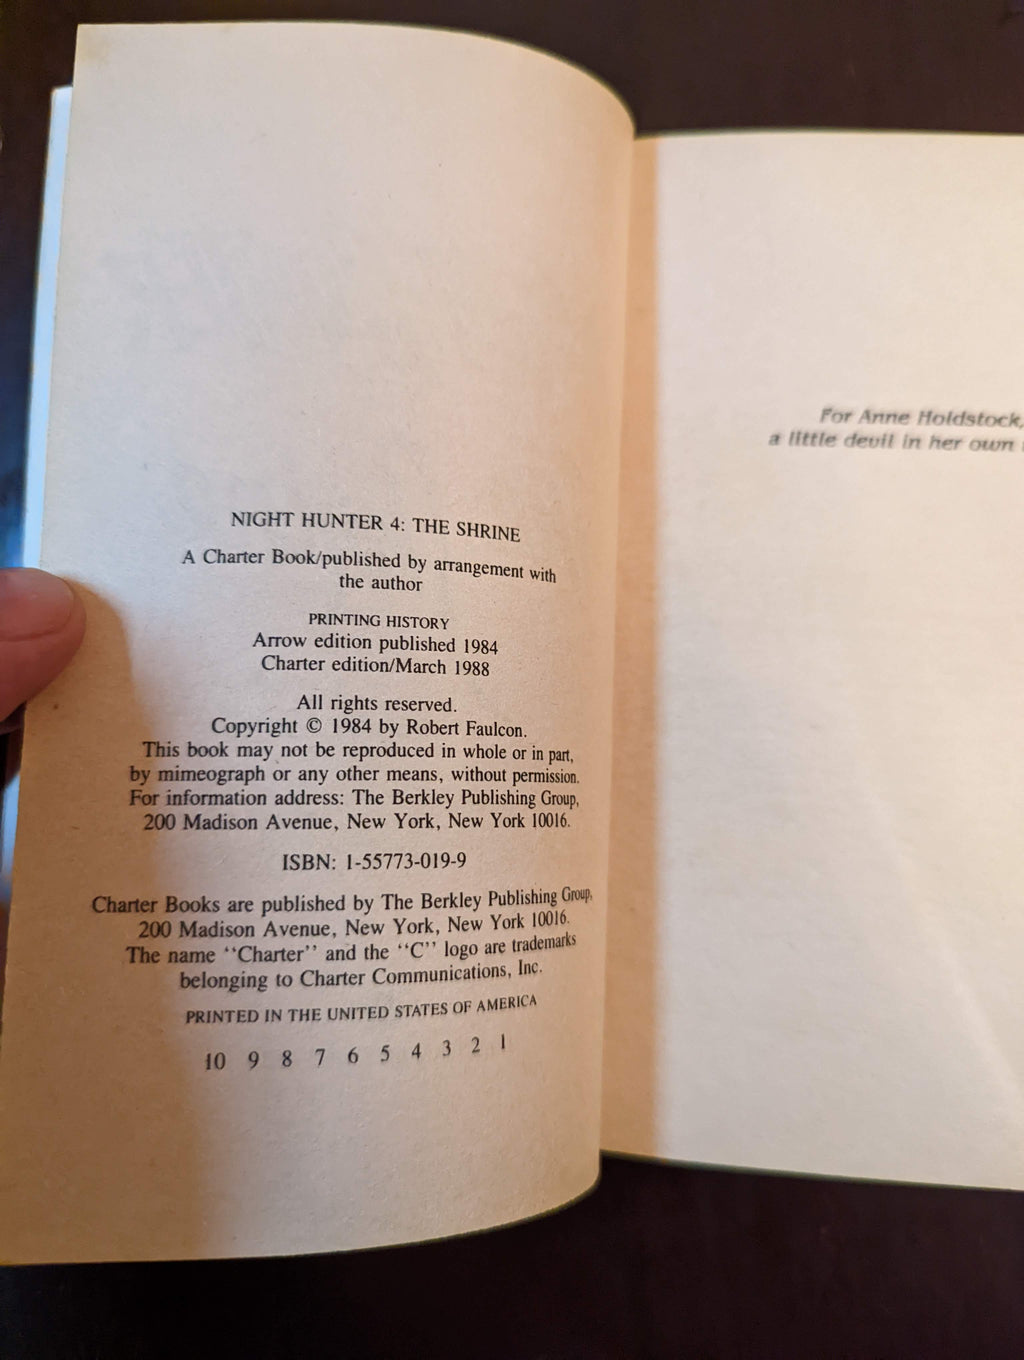 NIGHT HUNTER 4: THE SHRINE
A Charter Book/published by arrangement with
the author
PRINTING HISTORY
Arrow edition published 1984
Charter edition/March 1988
All rights reserved.
Copyright © 1984 by Robert Faulcon.
This book may not be reproduced in whole or in part,
by mimeograph or any other means, without permission.
For information address: The Berkley Publishing Group,
200 Madison Avenue, New York, New York 10016.
ISBN: 1-55773-019-9
Charter Books are published by The Berkley Publishing Group,
200 Madison Avenue, New York, New York 10016.
The name "Charter" and the "C" logo are trademarks
belonging to Charter Communications, Inc.
PRINTED IN THE UNITED STATES OF AMERICA
10 9 8 7 6 5 4 3 2 1
For Anne Holdstock,
a little devil in her own